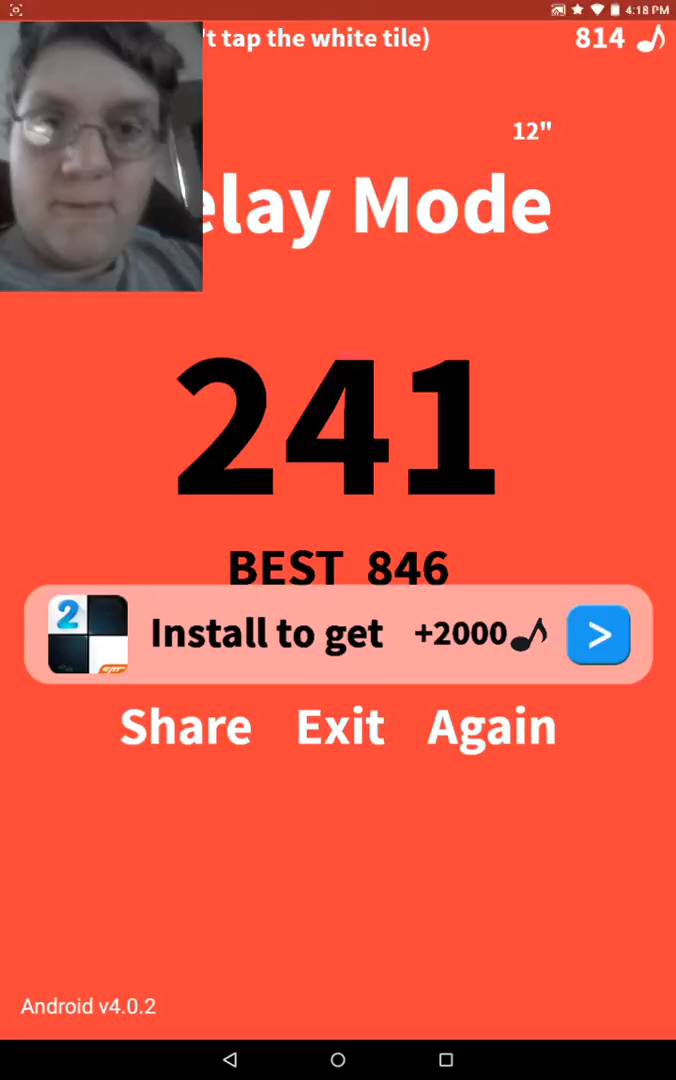 4:18 PM
't tap the white tile)
814
12"
elay Mode
241
BEST 846
2
Install to get +2000
>
Share Exit Again
Android v4.0.2